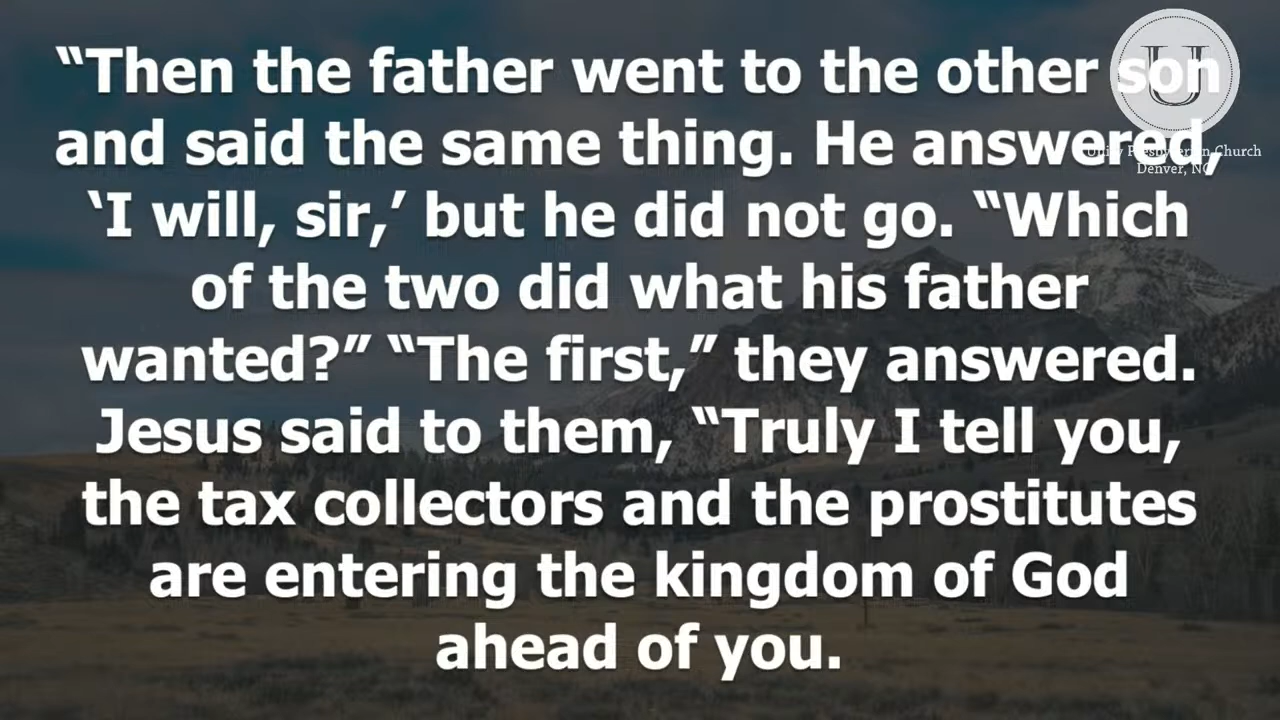 “Then the father went to the other son
and said the same thing. He answered,
‘I will, sir,’ but he did not go. “Which
of the two did what his father
wanted?” “The first,” they answered.
Jesus said to them, “Truly I tell you,
the tax collectors and the prostitutes
are entering the kingdom of God
ahead of you.
U
Unity Presbyterian Church
Denver, NC